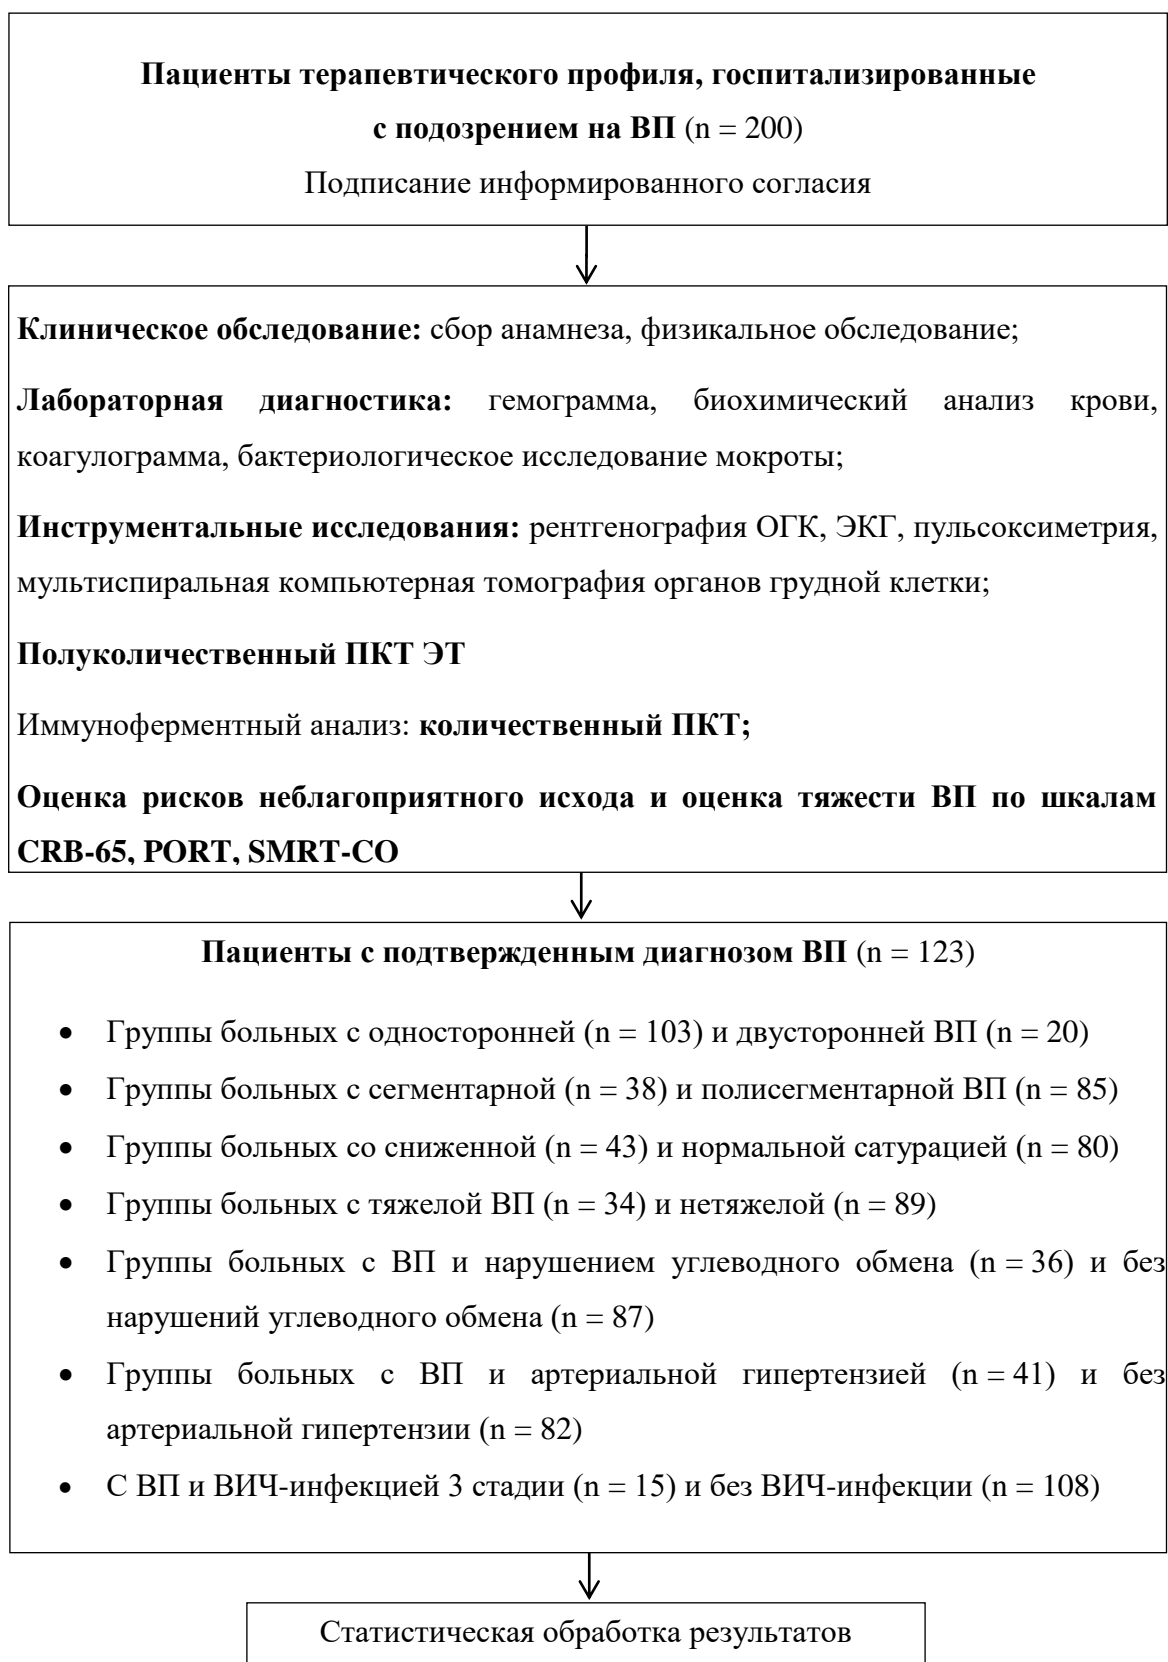 Пациенты терапевтического профиля, госпитализированные
с подозрением на ВП (n = 200)
Подписание информированного согласия
Клиническое обследование: сбор анамнеза, физикальное обследование;
Лабораторная диагностика: гемограмма, биохимический анализ крови,
коагулограмма, бактериологическое исследование мокроты;
Инструментальные исследования: рентгенография ОГК, ЭКГ, пульсоксиметрия,
мультиспиральная компьютерная томография органов грудной клетки;
Полуколичественный ПКТ ЭТ
Иммуноферментный анализ: количественный ПКТ;
Оценка рисков неблагоприятного исхода и оценка тяжести ВП по шкалам
CRB-65, PORT, SMRT-CO
Пациенты с подтвержденным диагнозом ВП (n = 123)
• Группы больных с односторонней (n = 103) и двусторонней ВП (n = 20)
• Группы больных с сегментарной (n = 38) и полисегментарной ВП (n = 85)
• Группы больных со сниженной (n = 43) и нормальной сатурацией (n = 80)
• Группы больных с тяжелой ВП (n = 34) и нетяжелой (n = 89)
• Группы больных с ВП и нарушением углеводного обмена (n = 36) и без
нарушений углеводного обмена (n = 87)
• Группы больных с ВП и артериальной гипертензией (n = 41) и без
артериальной гипертензии (n = 82)
• С ВП и ВИЧ-инфекцией 3 стадии (n = 15) и без ВИЧ-инфекции (n = 108)
Статистическая обработка результатов